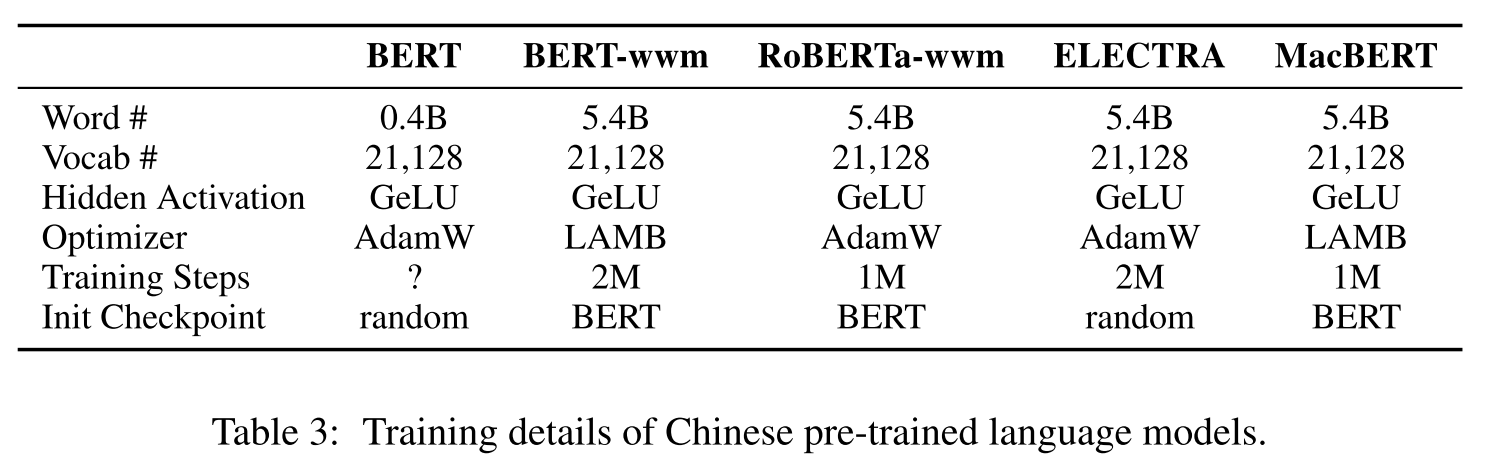 BERT BERT-wwm RoBERTa-wwm ELECTRA MacBERT
Word # 0.4B 5.4B 5.4B 5.4B 5.4B
Vocab # 21,128 21,128 21,128 21,128 21,128
Hidden Activation GeLU GeLU GeLU GeLU GeLU
Optimizer AdamW LAMB AdamW AdamW LAMB
Training Steps ? 2M 1M 2M 1M
Init Checkpoint random BERT BERT random BERT
Table 3: Training details of Chinese pre-trained language models.